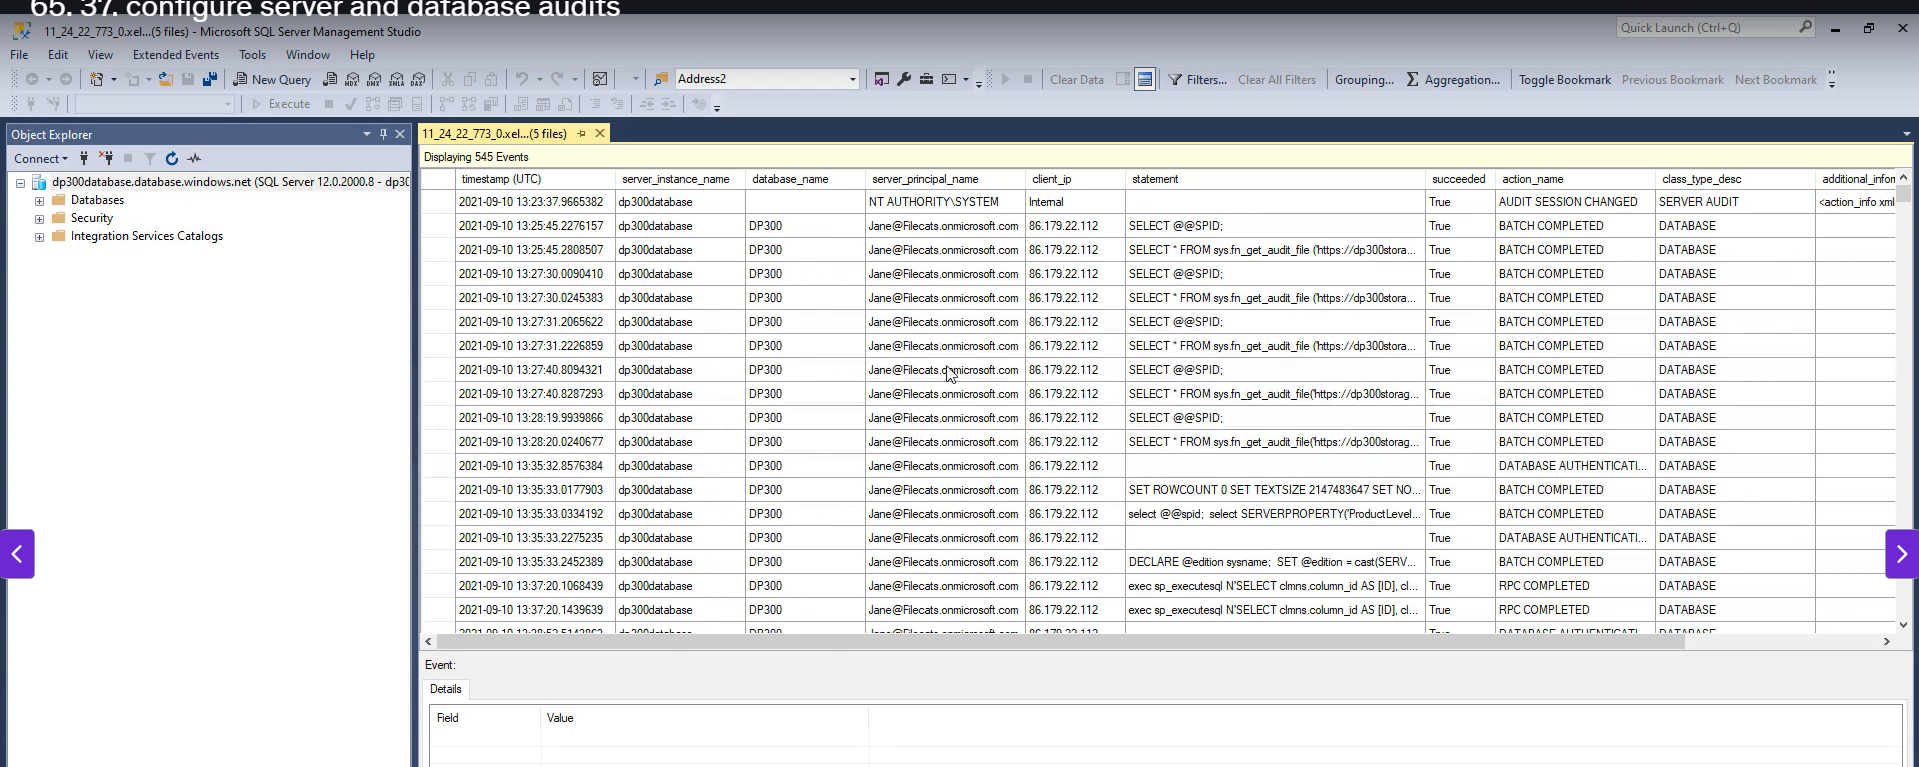 65. 37. configure server and database audits
11_24_22_773_0.xel...(5 files) - Microsoft SQL Server Management Studio
Quick Launch (Ctrl+Q)
File Edit View Extended Events Tools Window Help
New Query MDX DMX XMLA DAX Address2 Clear Data Filters... Clear All Filters Grouping... Aggregation... Toggle Bookmark Previous Bookmark Next Bookmark
Execute
Object Explorer
Connect
dp300database.database.windows.net (SQL Server 12.0.2000.8 - dp30
Databases
Security
Integration Services Catalogs
11_24_22_773_0.xel...(5 files)
Displaying 545 Events
timestamp (UTC) server_instance_name database_name server_principal_name client_ip statement succeeded action_name class_type_desc additional_infor
2021-09-10 13:23:37.9665382 dp300database NT AUTHORITY\SYSTEM Internal True AUDIT SESSION CHANGED SERVER AUDIT <action_info xml
2021-09-10 13:25:45.2276157 dp300database DP300 Jane@Filecats.onmicrosoft.com 86.179.22.112 SELECT @@SPID; True BATCH COMPLETED DATABASE
2021-09-10 13:25:45.2808507 dp300database DP300 Jane@Filecats.onmicrosoft.com 86.179.22.112 SELECT * FROM sys.fn_get_audit_file ('https://dp300stora... True BATCH COMPLETED DATABASE
2021-09-10 13:27:30.0090410 dp300database DP300 Jane@Filecats.onmicrosoft.com 86.179.22.112 SELECT @@SPID; True BATCH COMPLETED DATABASE
2021-09-10 13:27:30.0245383 dp300database DP300 Jane@Filecats.onmicrosoft.com 86.179.22.112 SELECT * FROM sys.fn_get_audit_file ('https://dp300stora... True BATCH COMPLETED DATABASE
2021-09-10 13:27:31.2065622 dp300database DP300 Jane@Filecats.onmicrosoft.com 86.179.22.112 SELECT @@SPID; True BATCH COMPLETED DATABASE
2021-09-10 13:27:31.2226859 dp300database DP300 Jane@Filecats.onmicrosoft.com 86.179.22.112 SELECT * FROM sys.fn_get_audit_file ('https://dp300stora... True BATCH COMPLETED DATABASE
2021-09-10 13:27:40.8094321 dp300database DP300 Jane@Filecats.onmicrosoft.com 86.179.22.112 SELECT @@SPID; True BATCH COMPLETED DATABASE
2021-09-10 13:27:40.8287293 dp300database DP300 Jane@Filecats.onmicrosoft.com 86.179.22.112 SELECT * FROM sys.fn_get_audit_file('https://dp300storag... True BATCH COMPLETED DATABASE
2021-09-10 13:28:19.9939866 dp300database DP300 Jane@Filecats.onmicrosoft.com 86.179.22.112 SELECT @@SPID; True BATCH COMPLETED DATABASE
2021-09-10 13:28:20.0240677 dp300database DP300 Jane@Filecats.onmicrosoft.com 86.179.22.112 SELECT * FROM sys.fn_get_audit_file('https://dp300storag... True BATCH COMPLETED DATABASE
2021-09-10 13:35:32.8576384 dp300database DP300 Jane@Filecats.onmicrosoft.com 86.179.22.112 True DATABASE AUTHENTICATI... DATABASE
2021-09-10 13:35:33.0177903 dp300database DP300 Jane@Filecats.onmicrosoft.com 86.179.22.112 SET ROWCOUNT 0 SET TEXTSIZE 2147483647 SET NO... True BATCH COMPLETED DATABASE
2021-09-10 13:35:33.0334192 dp300database DP300 Jane@Filecats.onmicrosoft.com 86.179.22.112 select @@spid; select SERVERPROPERTY('ProductLevel... True BATCH COMPLETED DATABASE
2021-09-10 13:35:33.2275235 dp300database DP300 Jane@Filecats.onmicrosoft.com 86.179.22.112 True DATABASE AUTHENTICATI... DATABASE
2021-09-10 13:35:33.2452389 dp300database DP300 Jane@Filecats.onmicrosoft.com 86.179.22.112 DECLARE @edition sysname; SET @edition = cast(SERV... True BATCH COMPLETED DATABASE
2021-09-10 13:37:20.1068439 dp300database DP300 Jane@Filecats.onmicrosoft.com 86.179.22.112 exec sp_executesql N'SELECT clmns.column_id AS [ID], cl... True RPC COMPLETED DATABASE
2021-09-10 13:37:20.1439639 dp300database DP300 Jane@Filecats.onmicrosoft.com 86.179.22.112 exec sp_executesql N'SELECT clmns.column_id AS [ID], cl... True RPC COMPLETED DATABASE
Event:
Details
Field Value